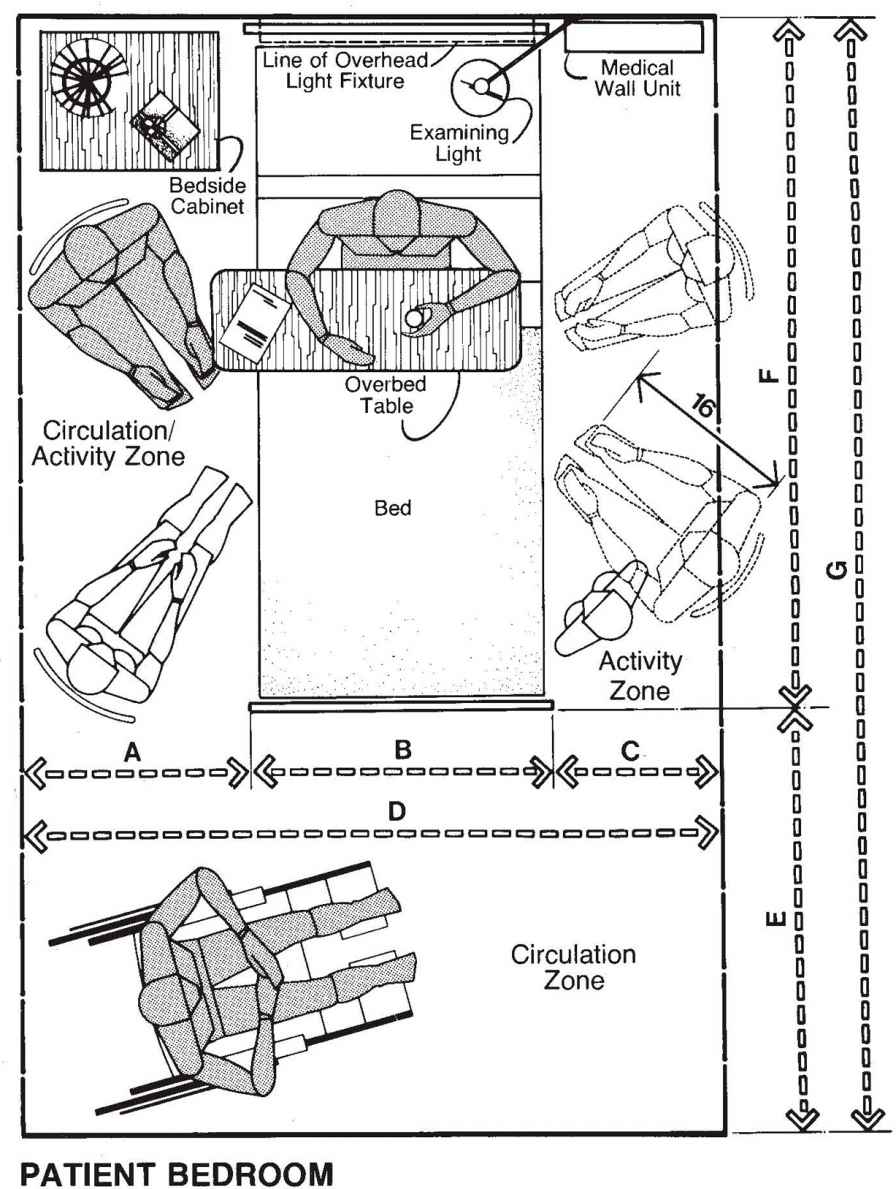 Line of Overhead
Light Fixture
Medical
Wall Unit
Examining
Light
Bedside
Cabinet
Overbed
Table
Circulation/
Activity Zone
16
F
G
Bed
Activity
Zone
A
B
C
D
E
Circulation
Zone
PATIENT BEDROOM